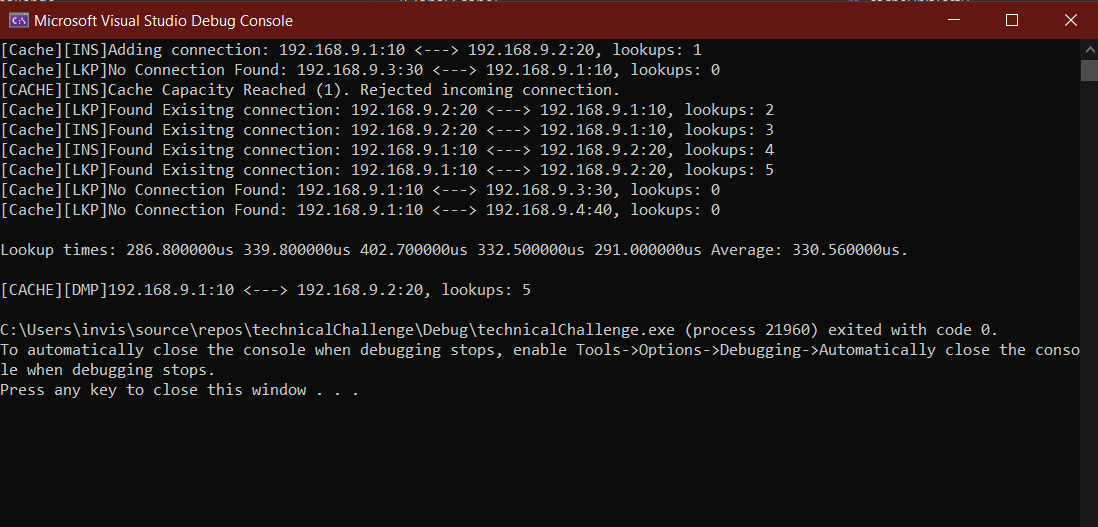 Microsoft Visual Studio Debug Console
[Cache][INS]Adding connection: 192.168.9.1:10 <---> 192.168.9.2:20, lookups: 1
[Cache][LKP]No Connection Found: 192.168.9.3:30 <---> 192.168.9.1:10, lookups: 0
[CACHE][INS]Cache Capacity Reached (1). Rejected incoming connection.
[Cache][LKP]Found Exisitng connection: 192.168.9.2:20 <---> 192.168.9.1:10, lookups: 2
[Cache][INS]Found Exisitng connection: 192.168.9.2:20 <---> 192.168.9.1:10, lookups: 3
[Cache][INS]Found Exisitng connection: 192.168.9.1:10 <---> 192.168.9.2:20, lookups: 4
[Cache][LKP]Found Exisitng connection: 192.168.9.1:10 <---> 192.168.9.2:20, lookups: 5
[Cache][LKP]No Connection Found: 192.168.9.1:10 <---> 192.168.9.3:30, lookups: 0
[Cache][LKP]No Connection Found: 192.168.9.1:10 <---> 192.168.9.4:40, lookups: 0
Lookup times: 286.800000us 339.800000us 402.700000us 332.500000us 291.000000us Average: 330.560000us.
[CACHE][DMP]192.168.9.1:10 <---> 192.168.9.2:20, lookups: 5
C:\Users\invis\source\repos\technicalChallenge\Debug\technicalChallenge.exe (process 21960) exited with code 0.
To automatically close the console when debugging stops, enable Tools->Options->Debugging->Automatically close the conso
le when debugging stops.
Press any key to close this window . . .